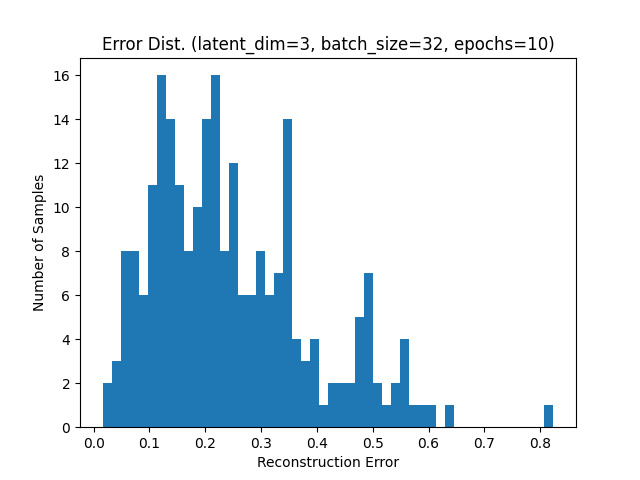 Error Dist. (latent_dim=3, batch_size=32, epochs=10)
16
14
12
10
8
6
4
2
0
Number of Samples
0.0 0.1 0.2 0.3 0.4 0.5 0.6 0.7 0.8
Reconstruction Error